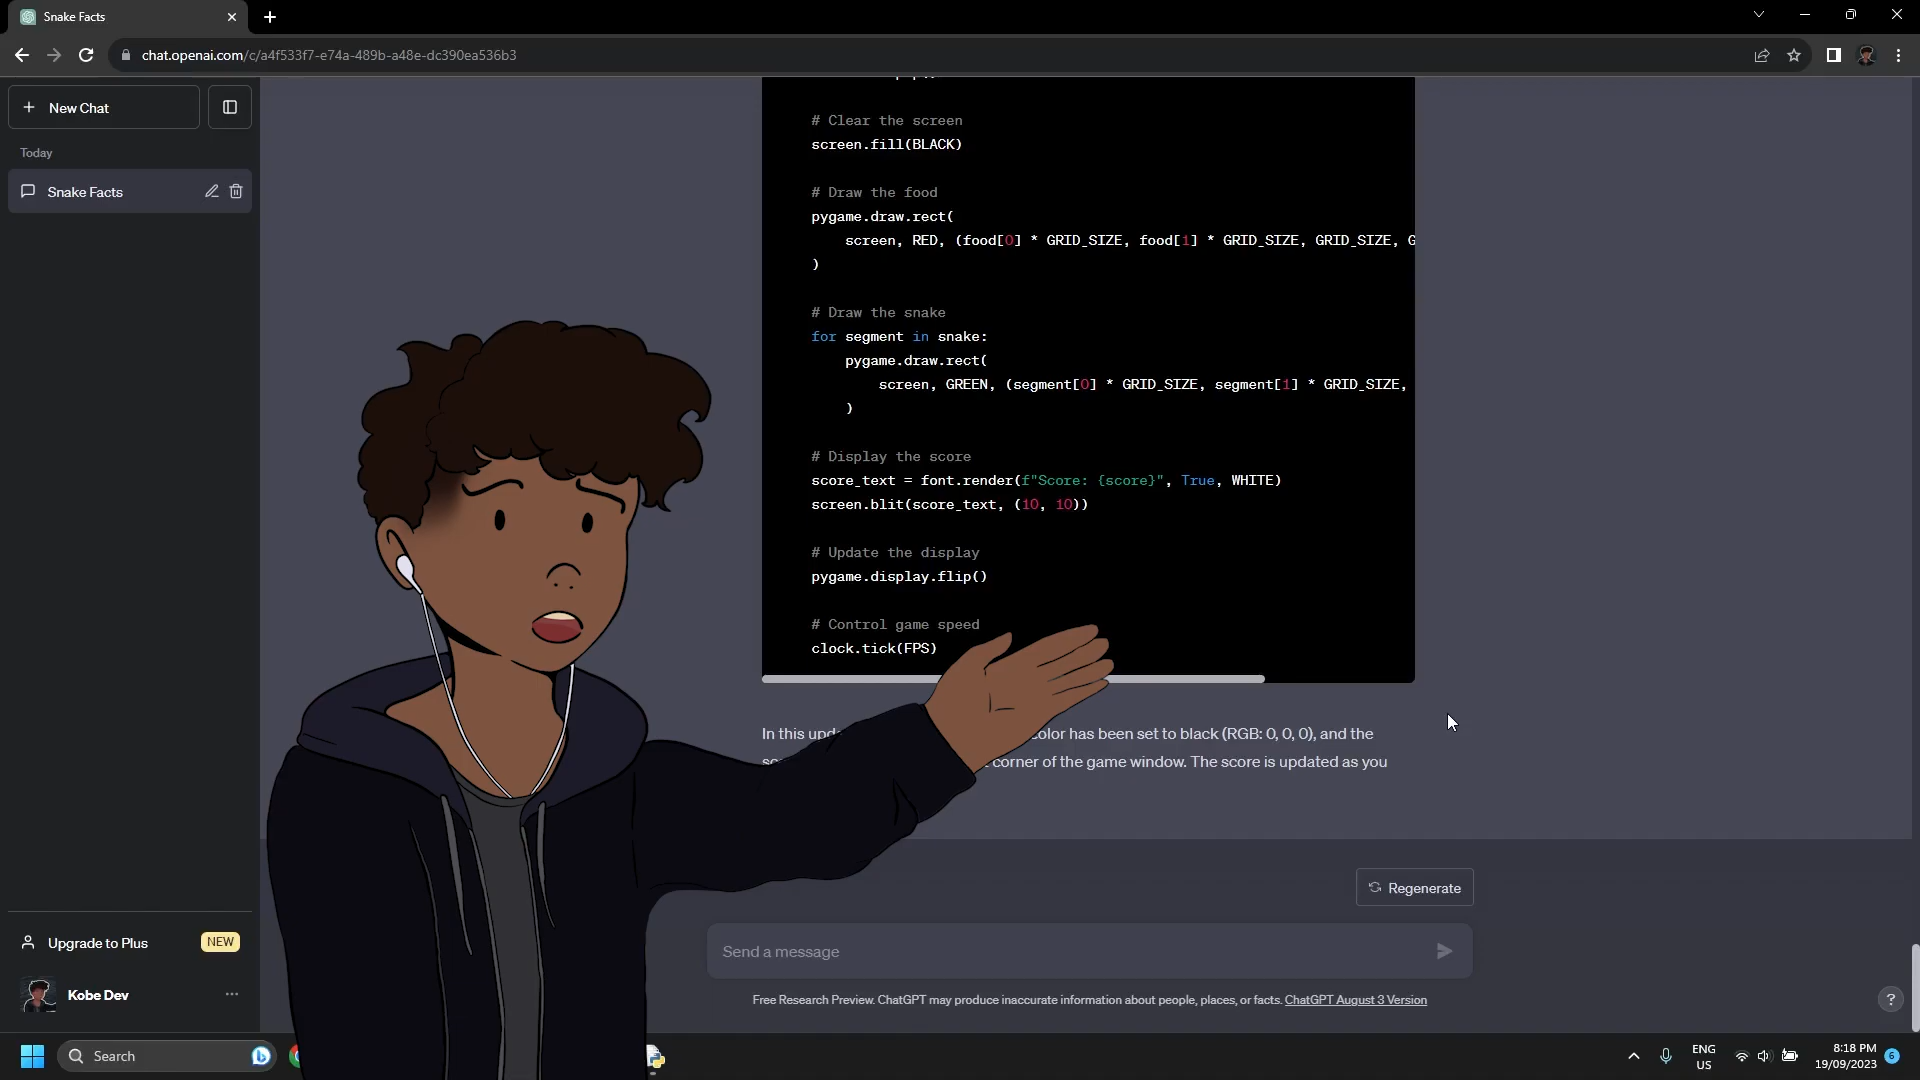 Snake Facts
chat.openai.com/c/a4f533f7-e74a-489b-a48e-dc390ea536b3
New Chat
Today
Snake Facts
# Clear the screen
screen.fill(BLACK)
# Draw the food
pygame.draw.rect(
screen, RED, (food[0] * GRID_SIZE, food[1] * GRID_SIZE, GRID_SIZE, G
)
# Draw the snake
for segment in snake:
pygame.draw.rect(
screen, GREEN, (segment[0] * GRID_SIZE, segment[1] * GRID_SIZE,
)
# Display the score
score_text = font.render(f"Score: {score}", True, WHITE)
screen.blit(score_text, (10, 10))
# Update the display
pygame.display.flip()
# Control game speed
clock.tick(FPS)
In this color has been set to black (RGB: 0, 0, 0), and the
corner of the game window. The score is updated as you
Regenerate
Send a message
Free Research Preview. ChatGPT may produce inaccurate information about people, places, or facts. ChatGPT August 3 Version
?
Upgrade to Plus NEW
Kobe Dev
Search
ENG
US
8:18 PM
19/09/2023
6